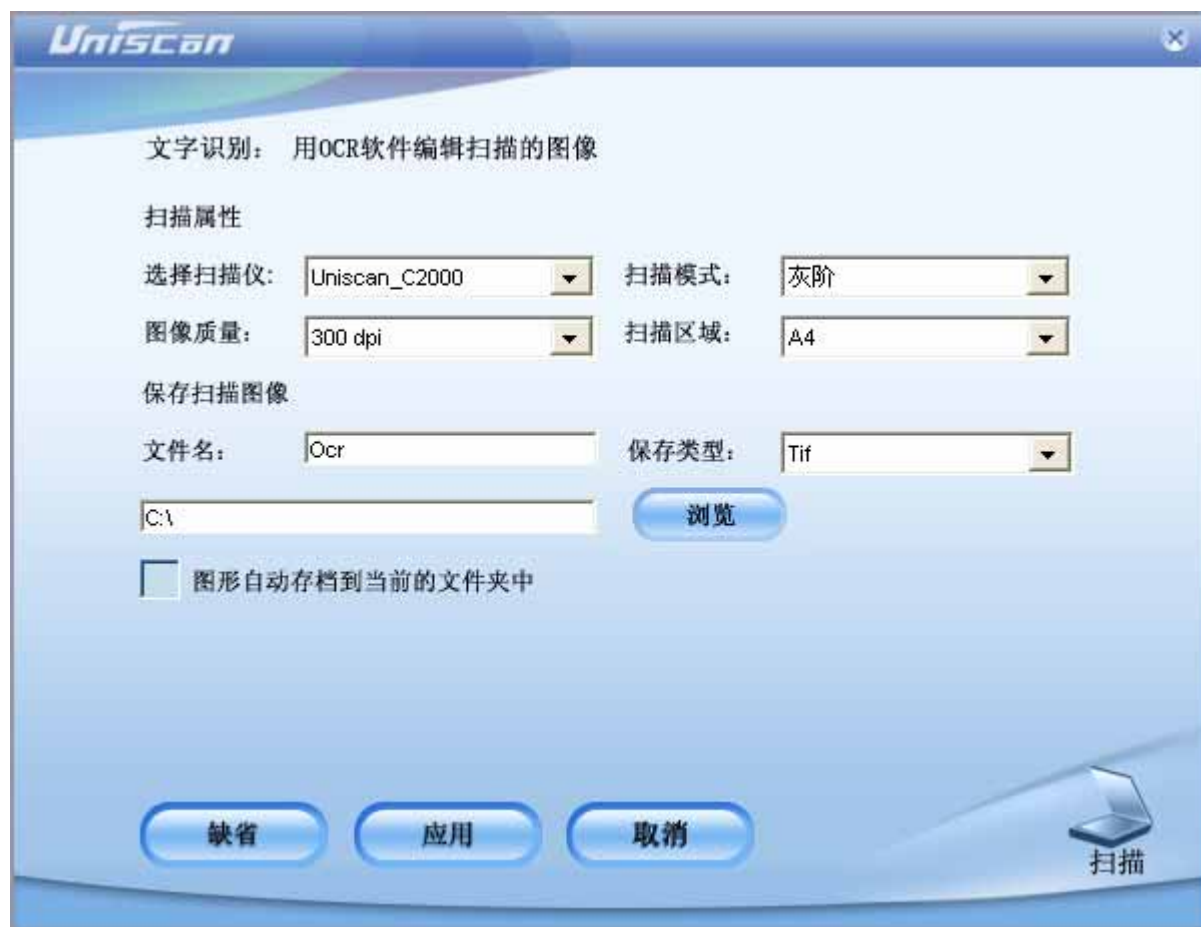 Uniscan
文字识别： 用OCR软件编辑扫描的图像
扫描属性
选择扫描仪: Uniscan_C2000 扫描模式： 灰阶
图像质量： 300 dpi 扫描区域： A4
保存扫描图像
文件名： Ocr 保存类型： Tif
C:\ 浏览
图形自动存档到当前的文件夹中
缺省 应用 取消
扫描